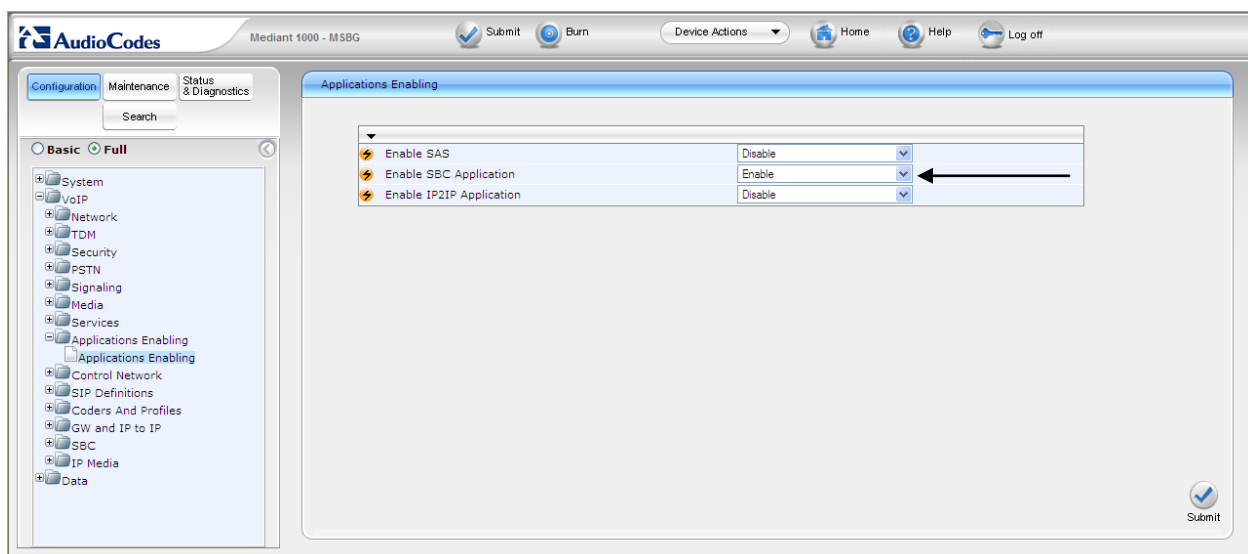 AudioCodes
Mediant 1000 - MSBG
Submit
Burn
Device Actions
Home
Help
Log off
Configuration
Maintenance
Status
& Diagnostics
Search
Basic
Full
System
VoIP
Network
TDM
Security
PSTN
Signaling
Media
Services
Applications Enabling
Applications Enabling
Control Network
SIP Definitions
Coders And Profiles
GW and IP to IP
SBC
IP Media
Data
Applications Enabling
Enable SAS Disable
Enable SBC Application Enable
Enable IP2IP Application Disable
Submit